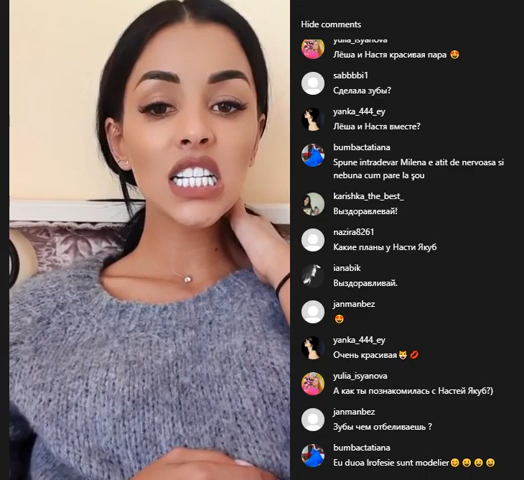 Hide comments
yulia_isyanova
Лёша и Настя красивая пара 😍
sabbbbi1
Сделала зубы?
yanka_444_ey
Лёша и Настя вместе?
bumbactatiana
Spune intradevar Milena e atit de nervoasa si
nebuna cum pare la şou
karishka_the_best_
Выздоравлевай!
nazira8261
Какие планы у Насти Якуб
ianabik
Выздоравливай.
janmanbez
😍
yanka_444_ey
Очень красивая😻💋
yulia_isyanova
А как ты познакомилась с Настей Якуб?)
janmanbez
Зубы чем отбеливаешь ?
bumbactatiana
Eu duoa lrofesie sunt modelier😊😄😄😄